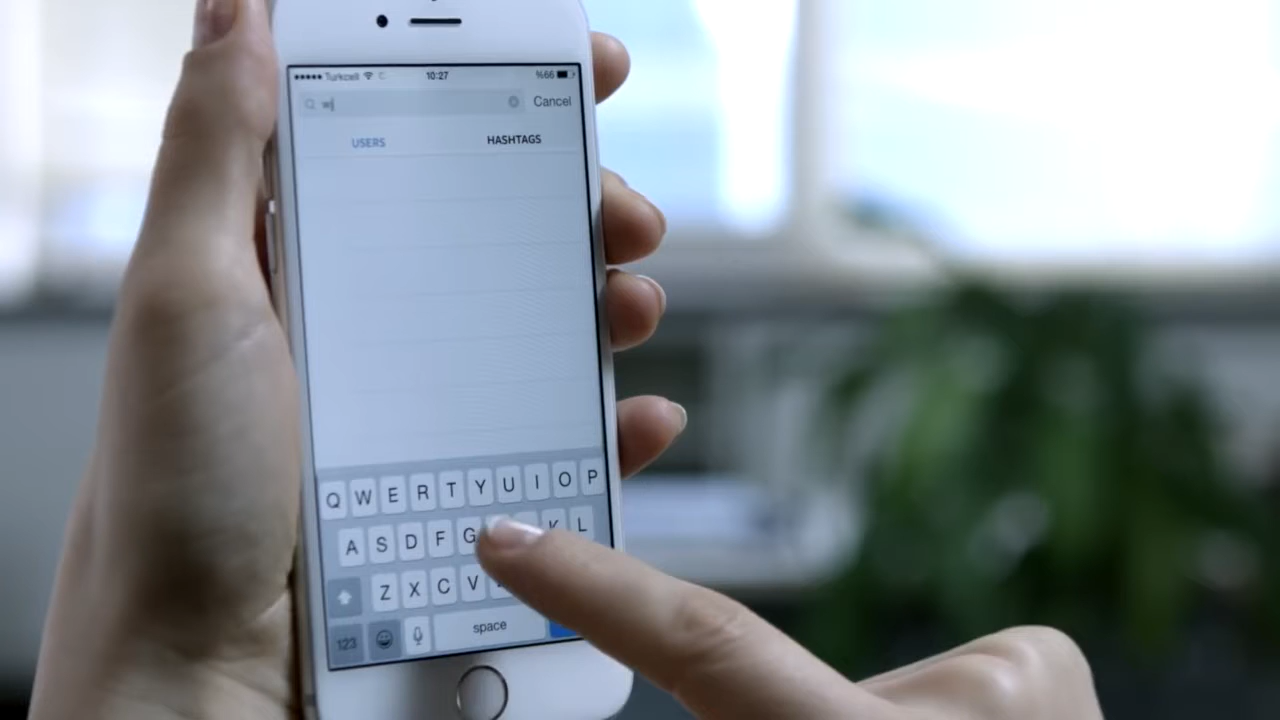 Turkcell 10:27 %66
Cancel
USERS HASHTAGS
Q W E R T Y U I O P
A S D F G K L
Z X C V
123 space